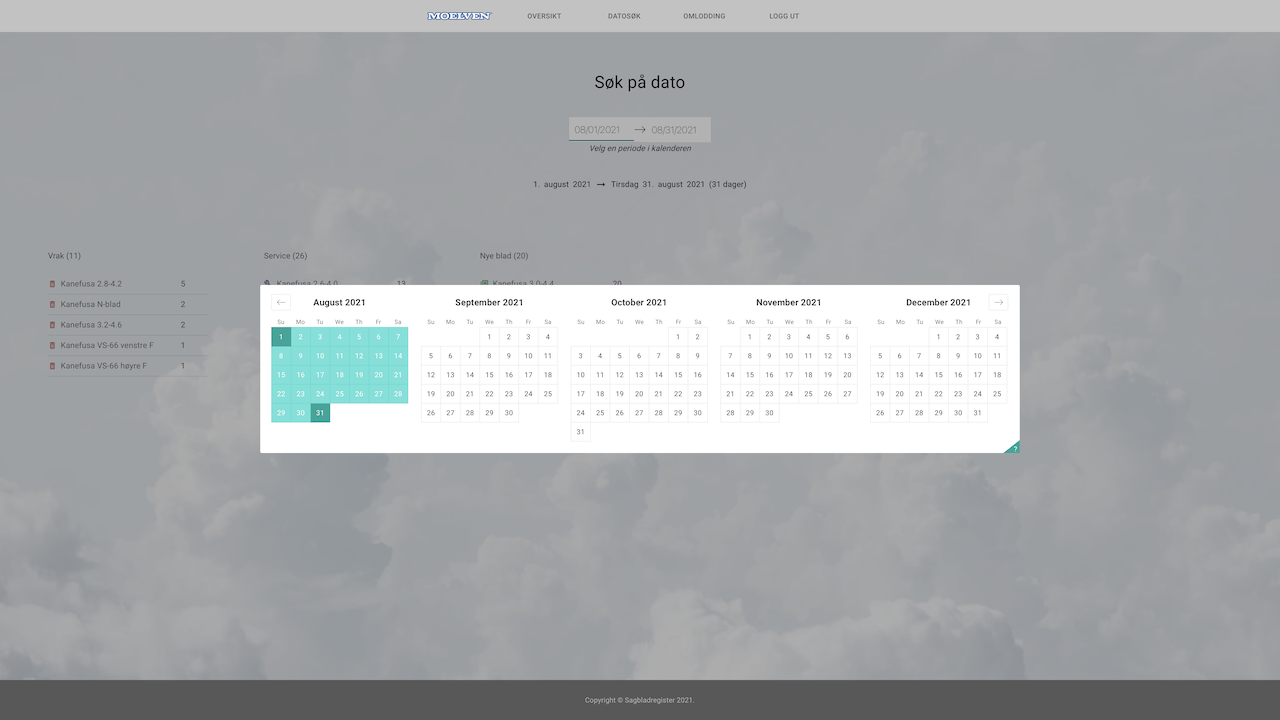 MOELVEN OVERSIKT DATOSØK OMLODDING LOGG UT
Søk på dato
08/01/2021 → 08/31/2021
Velg en periode i kalenderen
1. august 2021 → Tirsdag 31. august 2021 (31 dager)
Vrak (11) Service (26) Nye blad (20)
Kanefusa 2.8-4.2 5 Kanefusa 2.6-4.0 13 Kanefusa 3.0-4.4 20
Kanefusa N-blad 2
Kanefusa 3.2-4.6 2
Kanefusa VS-66 venstre F 1
Kanefusa VS-66 høyre F 1
← August 2021
Su Mo Tu We Th Fr Sa
1 2 3 4 5 6 7
8 9 10 11 12 13 14
15 16 17 18 19 20 21
22 23 24 25 26 27 28
29 30 31
September 2021
Su Mo Tu We Th Fr Sa
1 2 3 4
5 6 7 8 9 10 11
12 13 14 15 16 17 18
19 20 21 22 23 24 25
26 27 28 29 30
October 2021
Su Mo Tu We Th Fr Sa
1 2
3 4 5 6 7 8 9
10 11 12 13 14 15 16
17 18 19 20 21 22 23
24 25 26 27 28 29 30
31
November 2021
Su Mo Tu We Th Fr Sa
1 2 3 4 5 6
7 8 9 10 11 12 13
14 15 16 17 18 19 20
21 22 23 24 25 26 27
28 29 30
December 2021 →
Su Mo Tu We Th Fr Sa
1 2 3 4
5 6 7 8 9 10 11
12 13 14 15 16 17 18
19 20 21 22 23 24 25
26 27 28 29 30 31
?
Copyright © Sagbladregister 2021.